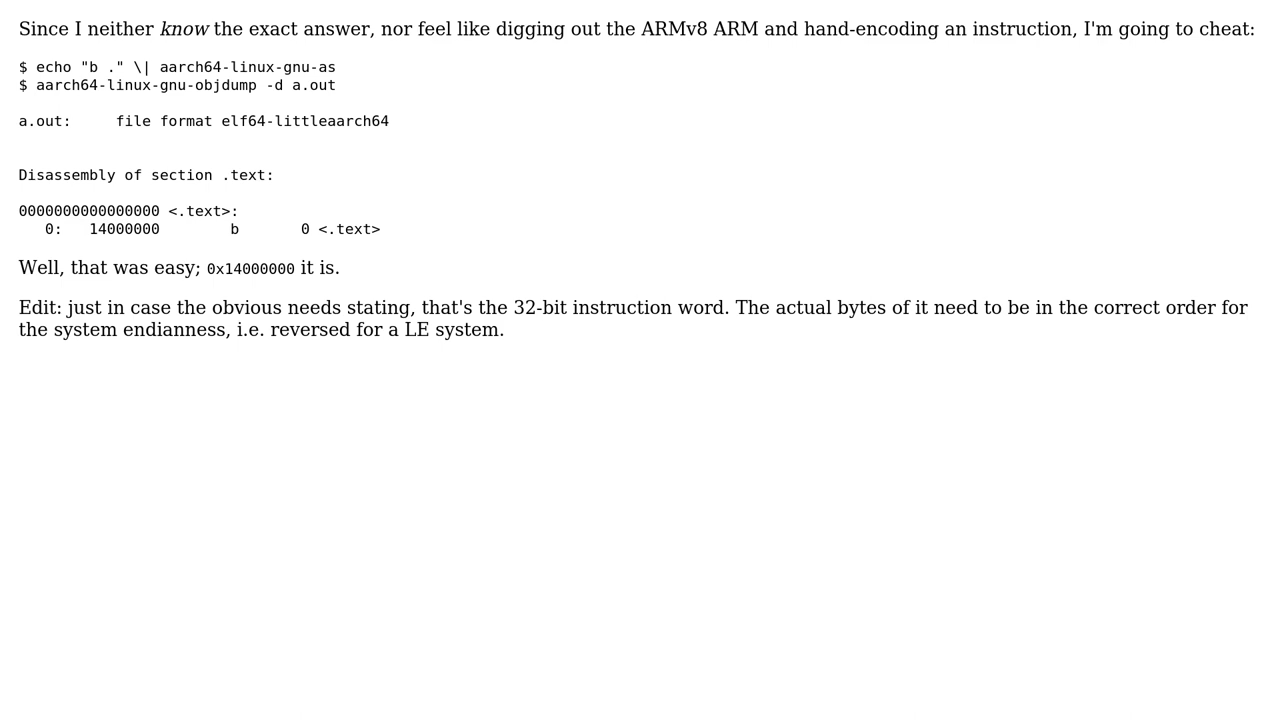 Since I neither know the exact answer, nor feel like digging out the ARMv8 ARM and hand-encoding an instruction, I'm going to cheat:
$ echo "b ." \| aarch64-linux-gnu-as
$ aarch64-linux-gnu-objdump -d a.out
a.out:     file format elf64-littleaarch64
Disassembly of section .text:
0000000000000000 <.text>:
   0:   14000000        b       0 <.text>
Well, that was easy; 0x14000000 it is.
Edit: just in case the obvious needs stating, that's the 32-bit instruction word. The actual bytes of it need to be in the correct order for
the system endianness, i.e. reversed for a LE system.